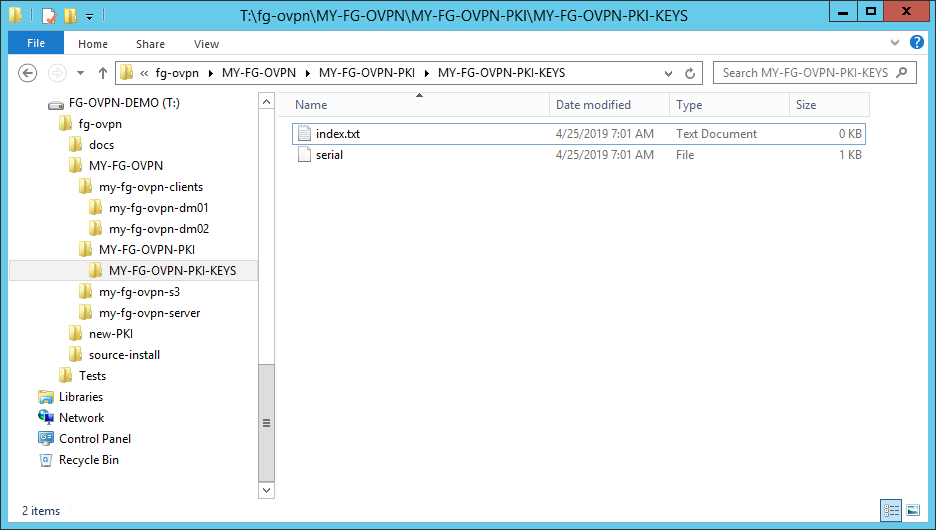 T:\fg-ovpn\MY-FG-OVPN\MY-FG-OVPN-PKI\MY-FG-OVPN-PKI-KEYS
File Home Share View
« fg-ovpn MY-FG-OVPN MY-FG-OVPN-PKI MY-FG-OVPN-PKI-KEYS Search MY-FG-OVPN-PKI-KEYS
FG-OVPN-DEMO (T:)
fg-ovpn
docs
MY-FG-OVPN
my-fg-ovpn-clients
my-fg-ovpn-dm01
my-fg-ovpn-dm02
MY-FG-OVPN-PKI
MY-FG-OVPN-PKI-KEYS
my-fg-ovpn-s3
my-fg-ovpn-server
new-PKI
source-install
Tests
Libraries
Network
Control Panel
Recycle Bin
Name Date modified Type Size
index.txt 4/25/2019 7:01 AM Text Document 0 KB
serial 4/25/2019 7:01 AM File 1 KB
2 items